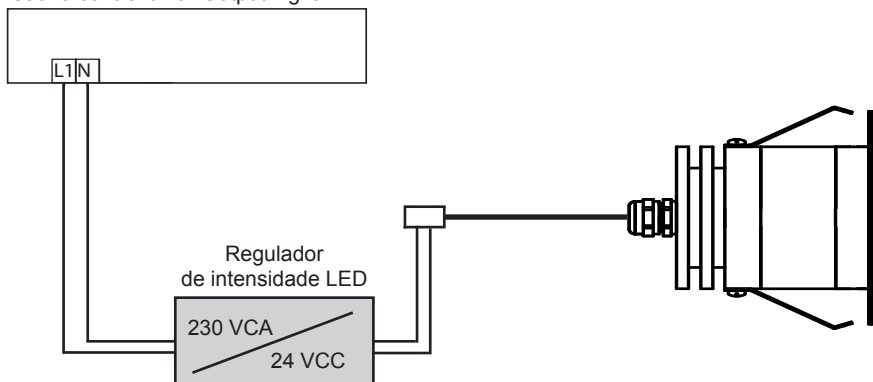 L1 N
Regulador
de intensidade LED
230 VCA
24 VCC